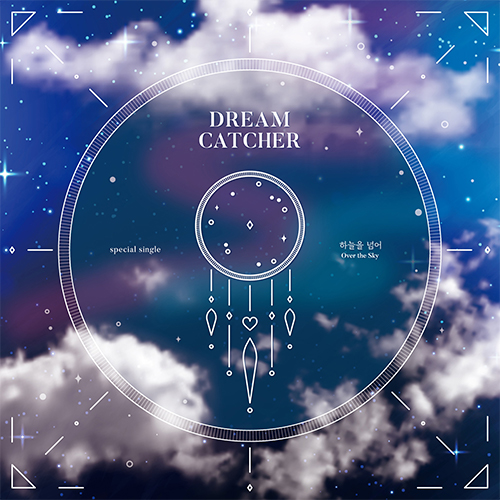 DREAM
CATCHER
special single
하늘을 넘어
Over the Sky